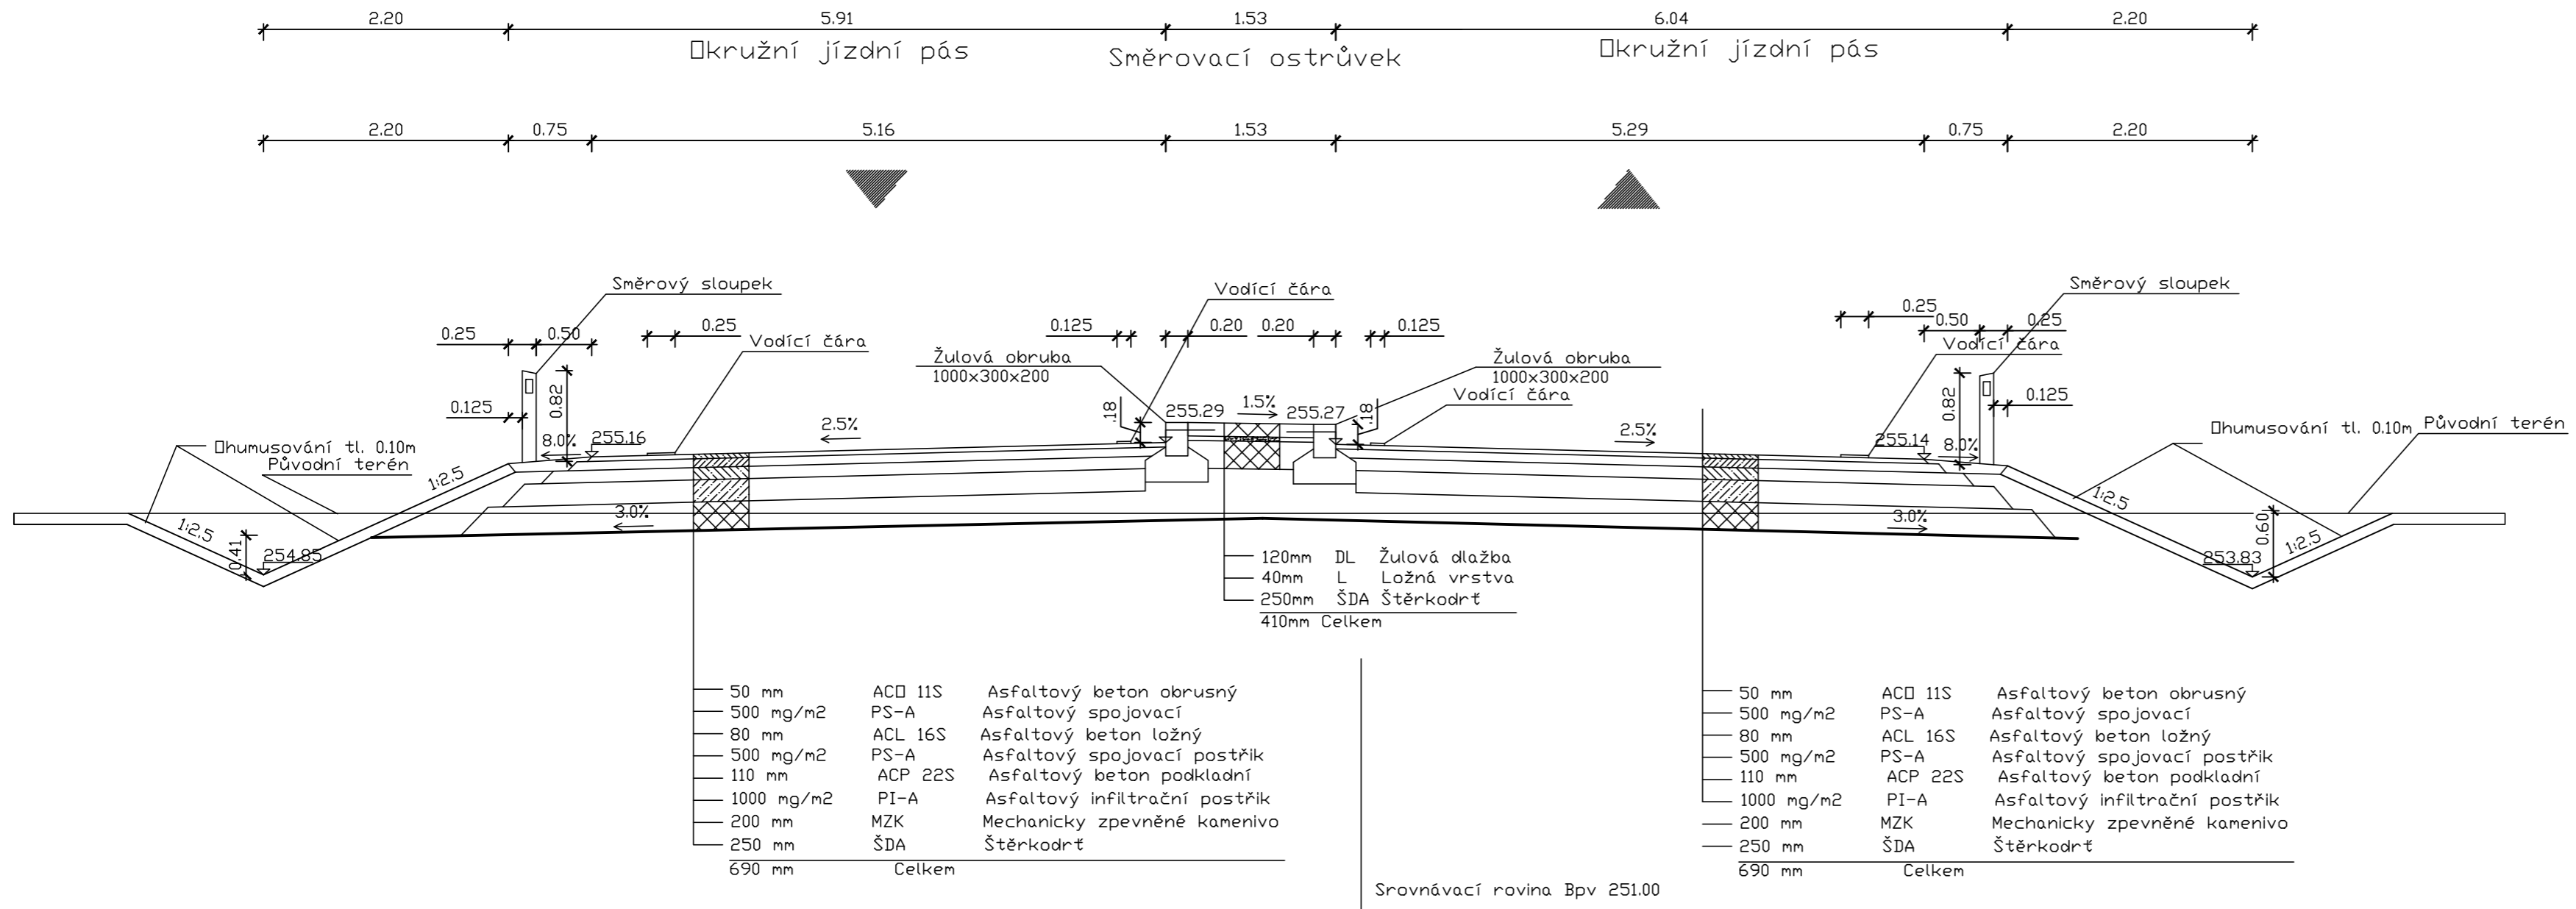 2.20 5.91 1.53 6.04 2.20
Okružní jízdní pás Směrovací ostrůvek Okružní jízdní pás
2.20 0.75 5.16 1.53 5.29 0.75 2.20
Směrový sloupek Vodící čára Směrový sloupek
0.25 0.50 0.25 0.125 0.20 0.20 0.125 0.25 0.50 0.25
Vodící čára Žulová obruba Žulová obruba Vodící čára
1000x300x200 1000x300x200
Vodící čára
0.125 0.82 .18 255.29 1.5% 255.27 .18 0.82 0.125
8.0% 255.16 2.5% 2.5% 255.14 8.0%
Ohumusování tl. 0.10m Ohumusování tl. 0.10m Původní terén
Původní terén
1:2.5 1:2.5 3.0% 3.0% 1:2.5 1:2.5
0.41 254.85 253.83 0.60
120mm DL Žulová dlažba
40mm L Ložná vrstva
250mm ŠDA Štěrkodrť
410mm Celkem
50 mm ACO 11S Asfaltový beton obrusný
500 mg/m2 PS-A Asfaltový spojovací
80 mm ACL 16S Asfaltový beton ložný
500 mg/m2 PS-A Asfaltový spojovací postřik
110 mm ACP 22S Asfaltový beton podkladní
1000 mg/m2 PI-A Asfaltový infiltrační postřik
200 mm MZK Mechanicky zpevněné kamenivo
250 mm ŠDA Štěrkodrť
690 mm Celkem
50 mm ACO 11S Asfaltový beton obrusný
500 mg/m2 PS-A Asfaltový spojovací
80 mm ACL 16S Asfaltový beton ložný
500 mg/m2 PS-A Asfaltový spojovací postřik
110 mm ACP 22S Asfaltový beton podkladní
1000 mg/m2 PI-A Asfaltový infiltrační postřik
200 mm MZK Mechanicky zpevněné kamenivo
250 mm ŠDA Štěrkodrť
690 mm Celkem
Srovnávací rovina Bpv 251.00